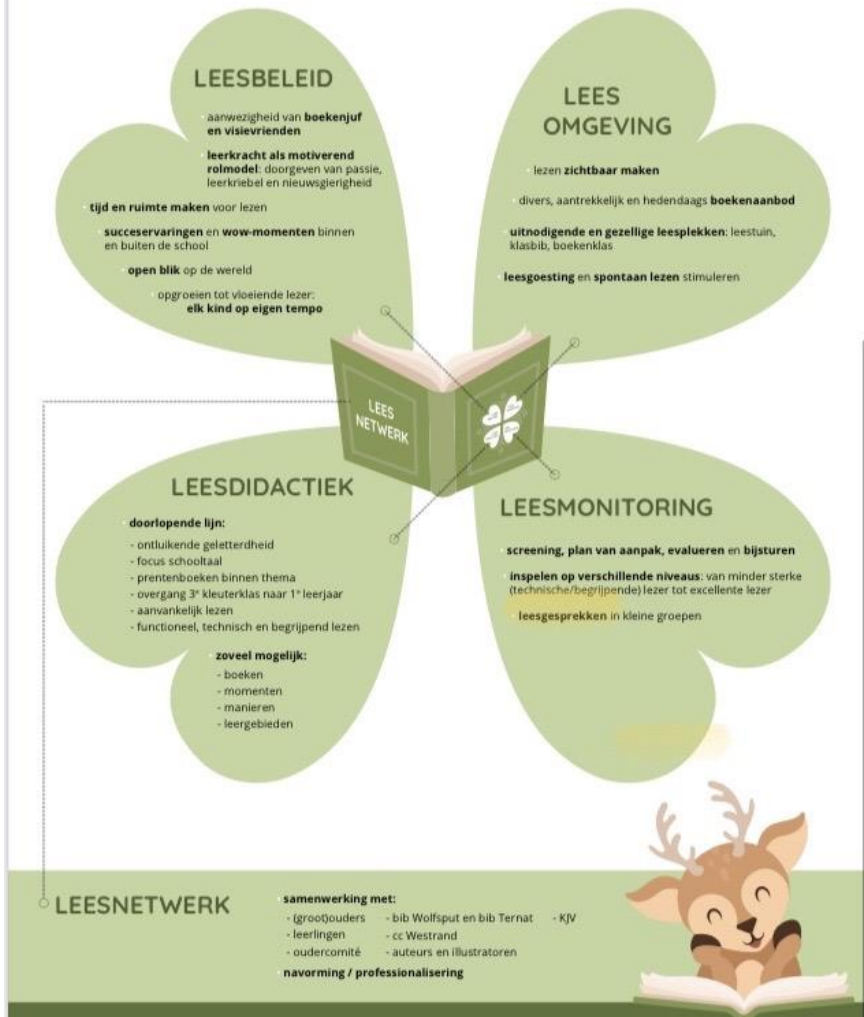 LEESBELEID
aanwezigheid van boekenjuf
en visievrienden
leerkracht als motiverend
rolmodel: doorgeven van passie,
leerkriebel en nieuwsgierigheid
tijd en ruimte maken voor lezen
succeservaringen en wow-momenten binnen
en buiten de school
open blik op de wereld
opgroeien tot vloeiende lezer:
elk kind op eigen tempo
LEES
OMGEVING
lezen zichtbaar maken
divers, aantrekkelijk en hedendaags boekenaanbod
uitnodigende en gezellige leesplekken: leestuin,
klasbib, boekenklas
leesgoesting en spontaan lezen stimuleren
LEES
NETWERK
LEESDIDACTIEK
doorlopende lijn:
- ontluikende geletterdheid
- focus schooltaal
- prentenboeken binnen thema
- overgang 3e kleuterklas naar 1e leerjaar
- aanvankelijk lezen
- functioneel, technisch en begrijpend lezen
zoveel mogelijk:
- boeken
- momenten
- manieren
- leergebieden
LEESMONITORING
screening, plan van aanpak, evalueren en bijsturen
inspelen op verschillende niveaus: van minder sterke
(technische/begrijpende) lezer tot excellente lezer
leesgesprekken in kleine groepen
LEESNETWERK
samenwerking met:
- (groot)ouders - bib Wolfsput en bib Ternat - KJV
- leerlingen - cc Westrand
- oudercomité - auteurs en illustratoren
navorming / professionalisering